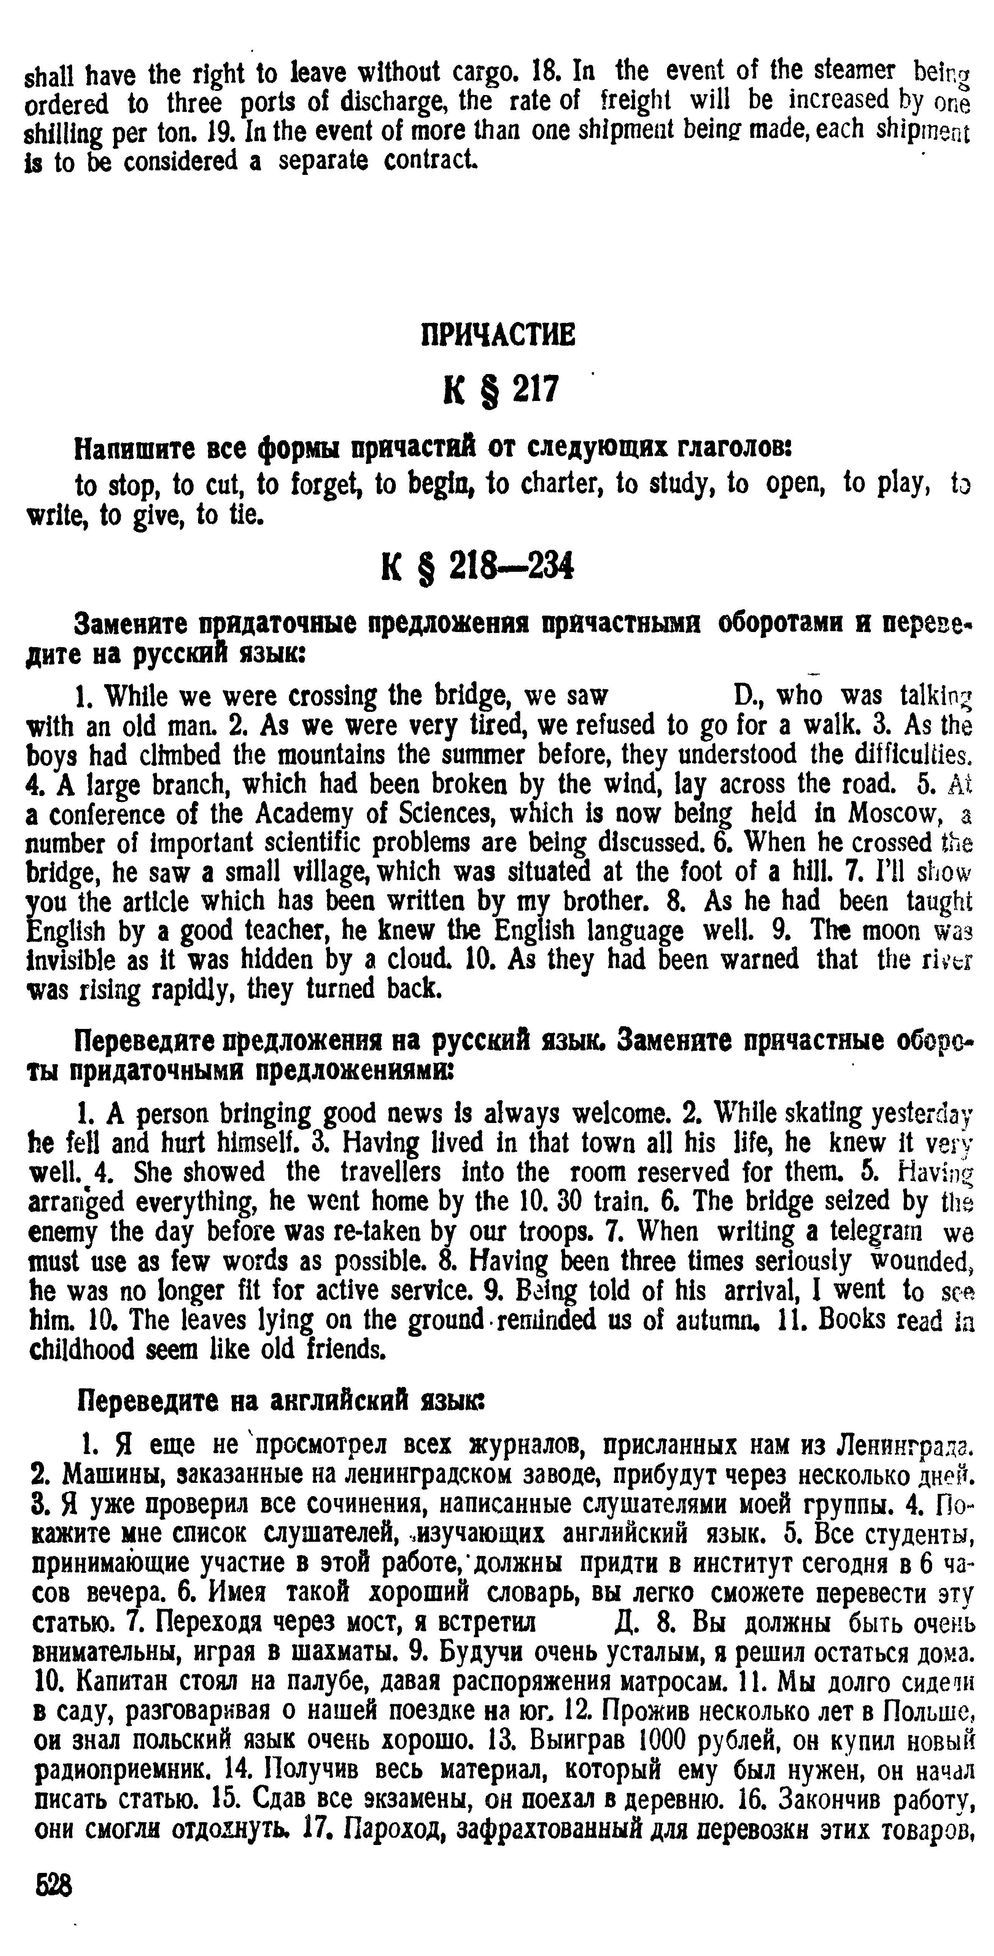 shall have the right to leave without cargo. 18. In the event of the steamer being
ordered to three ports of discharge, the rate of freight will be increased by one
shilling per ton. 19. In the event of more than one shipment being made, each shipment
is to be considered a separate contract.
ПРИЧАСТИЕ
К § 217
Напишите все формы причастий от следующих глаголов:
to stop, to cut, to forget, to begin, to charter, to study, to open, to play, to
write, to give, to tie.
К § 218—234
Замените придаточные предложения причастными оборотами и переве-
дите на русский язык:
1. While we were crossing the bridge, we saw D., who was talking
with an old man. 2. As we were very tired, we refused to go for a walk. 3. As the
boys had climbed the mountains the summer before, they understood the difficulties.
4. A large branch, which had been broken by the wind, lay across the road. 5. At
a conference of the Academy of Sciences, which is now being held in Moscow, a
number of important scientific problems are being discussed. 6. When he crossed the
bridge, he saw a small village, which was situated at the foot of a hill. 7. I'll show
you the article which has been written by my brother. 8. As he had been taught
English by a good teacher, he knew the English language well. 9. The moon was
invisible as it was hidden by a cloud. 10. As they had been warned that the river
was rising rapidly, they turned back.
Переведите предложения на русский язык. Замените причастные оборо-
ты придаточными предложениями:
1. A person bringing good news is always welcome. 2. While skating yesterday
he fell and hurt himself. 3. Having lived in that town all his life, he knew it very
well. 4. She showed the travellers into the room reserved for them. 5. Having
arranged everything, he went home by the 10. 30 train. 6. The bridge seized by the
enemy the day before was re-taken by our troops. 7. When writing a telegram we
must use as few words as possible. 8. Having been three times seriously wounded,
he was no longer fit for active service. 9. Being told of his arrival, I went to see
him. 10. The leaves lying on the ground reminded us of autumn. 11. Books read in
childhood seem like old friends.
Переведите на английский язык:
1. Я еще не просмотрел всех журналов, присланных нам из Ленинграда.
2. Машины, заказанные на ленинградском заводе, прибудут через несколько дней.
3. Я уже проверил все сочинения, написанные слушателями моей группы. 4. По-
кажите мне список слушателей, изучающих английский язык. 5. Все студенты,
принимающие участие в этой работе, должны придти в институт сегодня в 6 ча-
сов вечера. 6. Имея такой хороший словарь, вы легко сможете перевести эту
статью. 7. Переходя через мост, я встретил Д. 8. Вы должны быть очень
внимательны, играя в шахматы. 9. Будучи очень усталым, я решил остаться дома.
10. Капитан стоял на палубе, давая распоряжения матросам. 11. Мы долго сидели
в саду, разговаривая о нашей поездке на юг. 12. Прожив несколько лет в Польше,
он знал польский язык очень хорошо. 13. Выиграв 1000 рублей, он купил новый
радиоприемник. 14. Получив весь материал, который ему был нужен, он начал
писать статью. 15. Сдав все экзамены, он поехал в деревню. 16. Закончив работу,
они смогли отдохнуть. 17. Пароход, зафрахтованный для перевозки этих товаров,
528